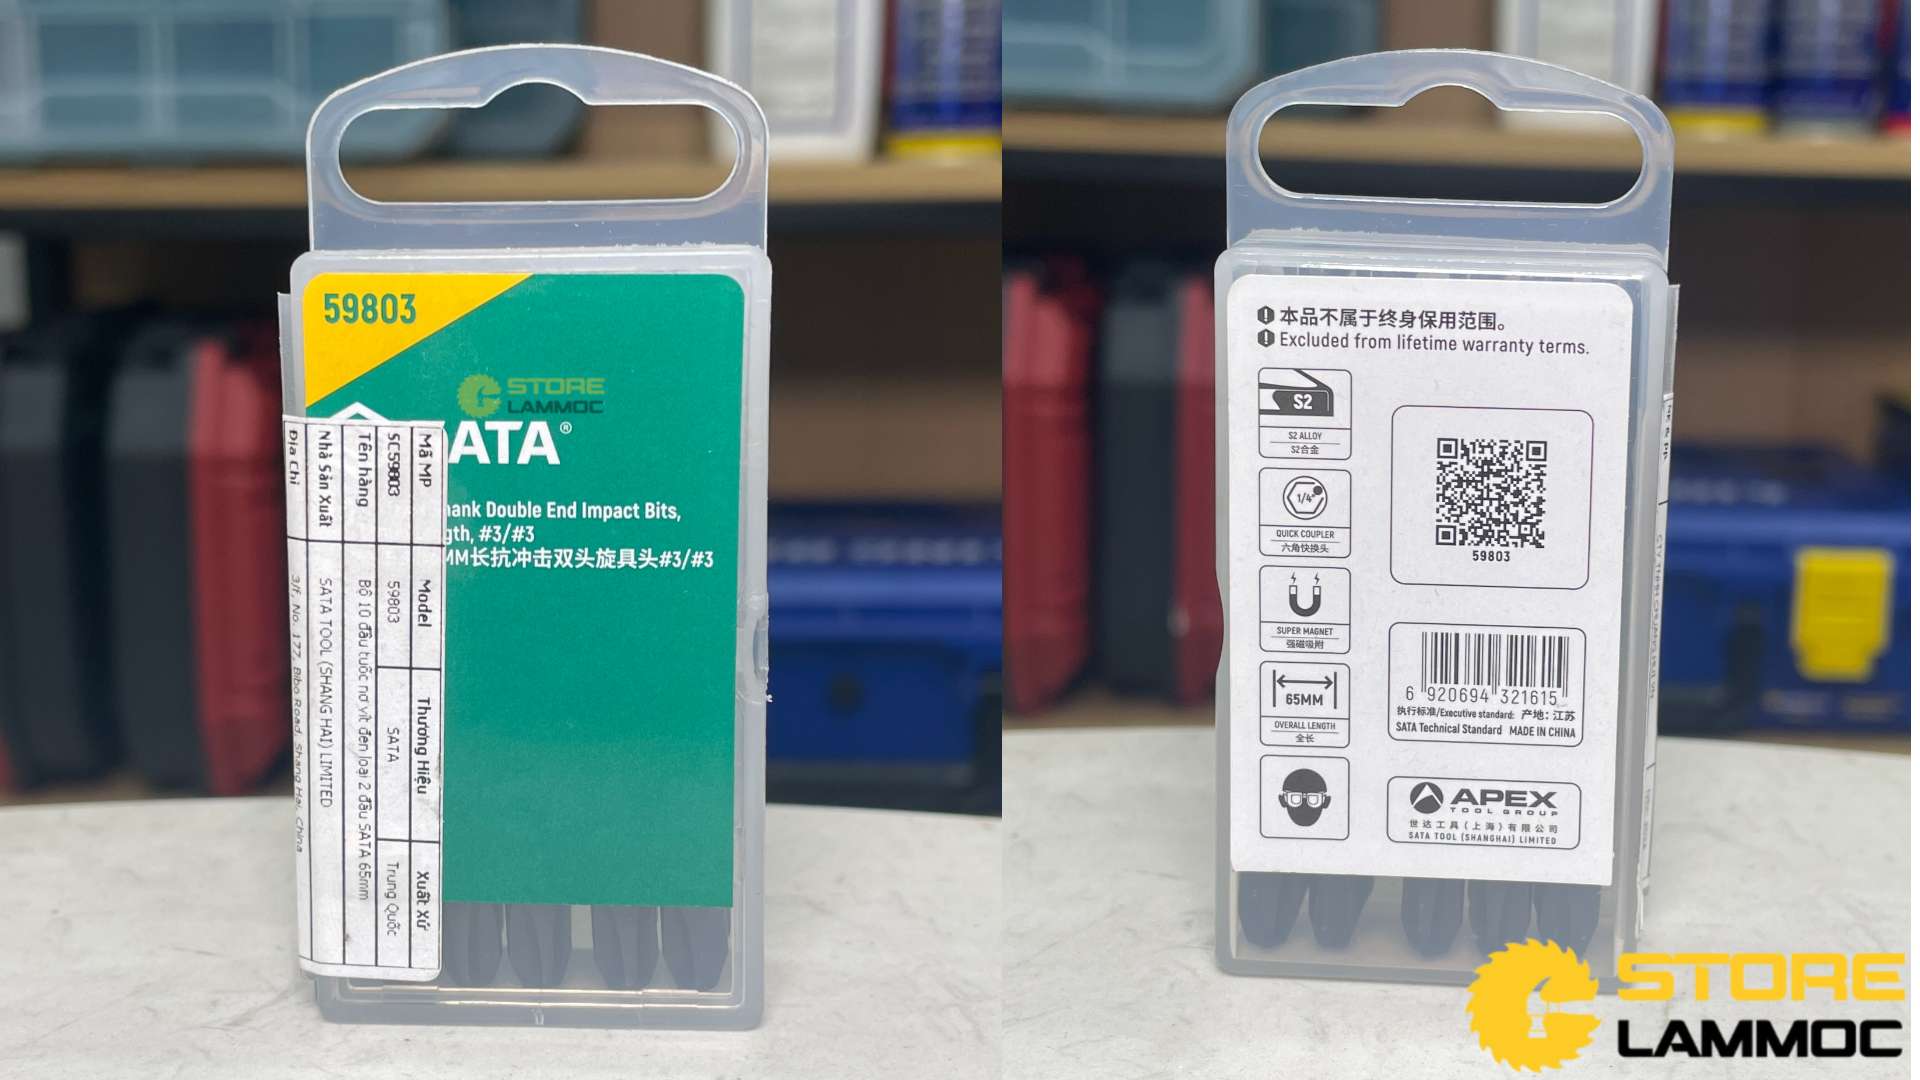 59803
STORE
LAMMOC
ATA®
hank Double End Impact Bits,
gth, #3/#3
MM长抗冲击双头旋具头#3/#3
Mã MP
Model
Thương Hiệu
Xuất Xứ
SC59803
59803
SATA
Trung Quốc
Tên hàng
Bộ 10 đầu tuốc nơ vít đen loại 2 đầu SATA 65mm
Nhà Sản Xuất
SATA TOOL (SHANG HAI) LIMITED
Địa Chỉ
3/F, No. 177, Bibo Road, Shang Hai, China
本品不属于终身保用范围。
Excluded from lifetime warranty terms.
S2
S2 ALLOY
S2合金
1/4"
QUICK COUPLER
六角快换头
SUPER MAGNET
强磁吸附
65MM
OVERALL LENGTH
全长
59803
6 920694 321615
执行标准/Executive standard: 产地: 江苏
SATA Technical Standard MADE IN CHINA
APEX
TOOL GROUP
世达工具(上海)有限公司
SATA TOOL (SHANGHAI) LIMITED
STORE
LAMMOC